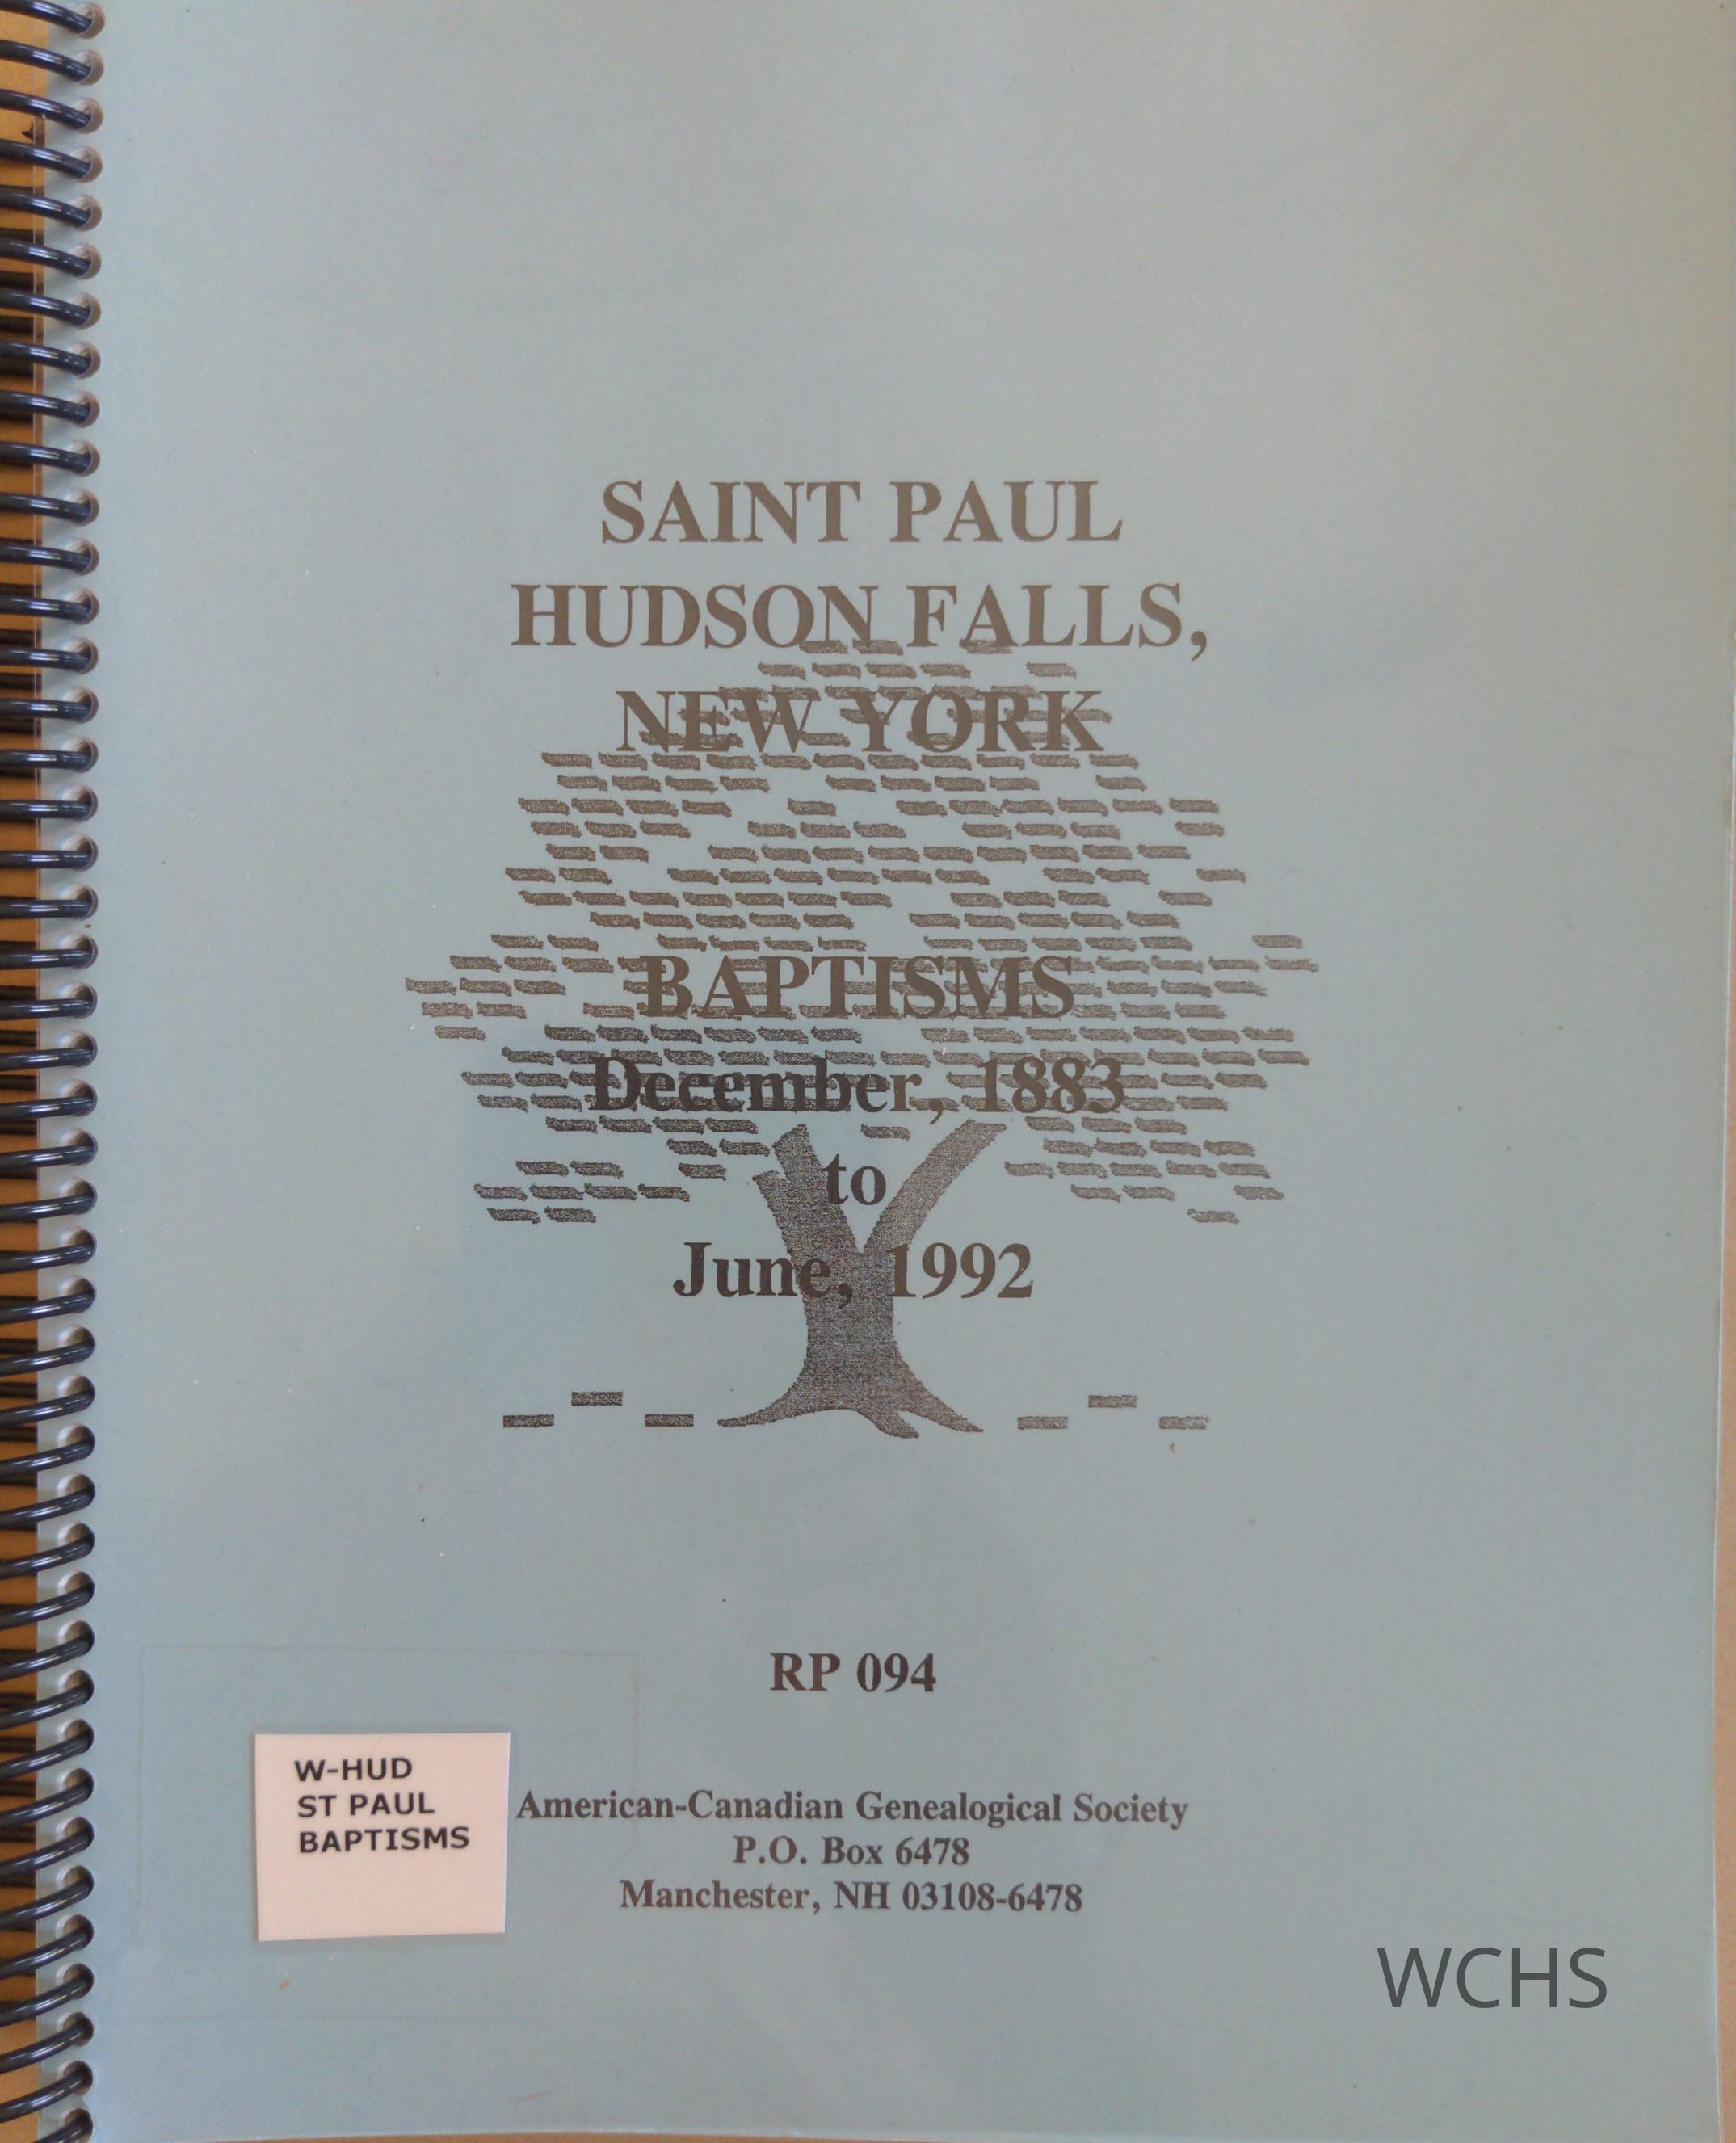 SAINT PAUL
HUDSON FALLS,
NEW YORK
BAPTISMS
December, 1883
to
June, 1992
RP 094
W-HUD
ST PAUL
BAPTISMS
American-Canadian Genealogical Society
P.O. Box 6478
Manchester, NH 03108-6478
WCHS